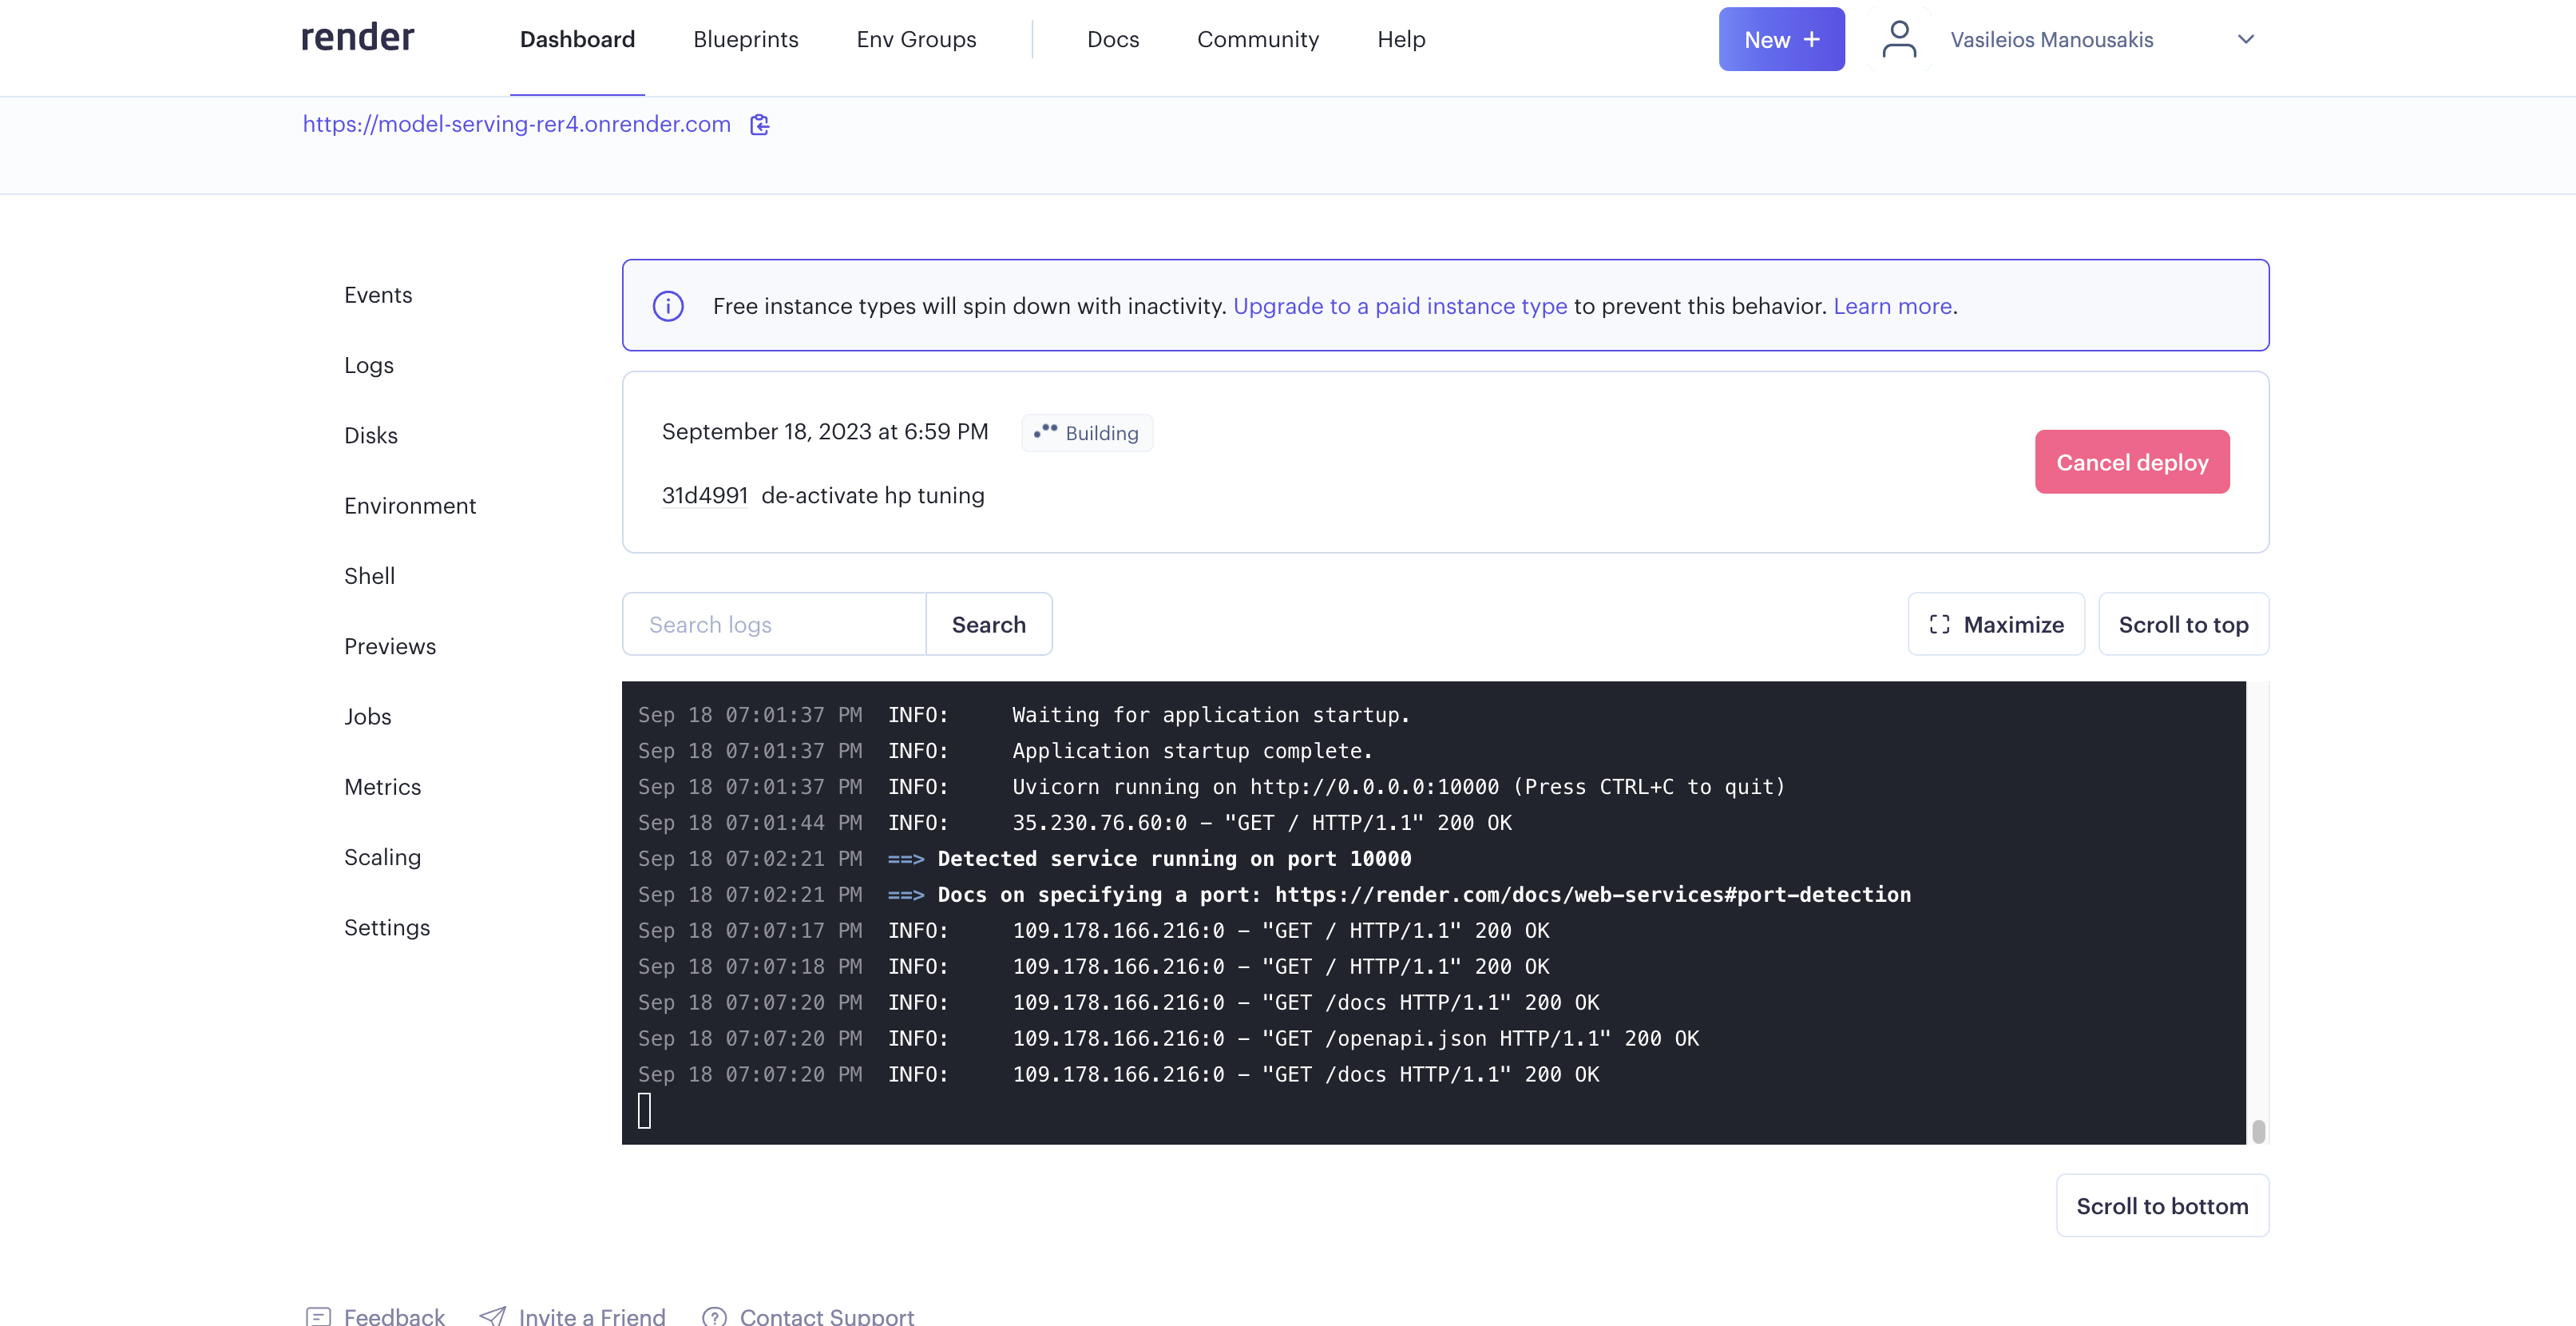 render Dashboard Blueprints Env Groups Docs Community Help New + Vasileios Manousakis
https://model-serving-rer4.onrender.com
Events
Logs
Disks
Environment
Shell
Previews
Jobs
Metrics
Scaling
Settings
Free instance types will spin down with inactivity. Upgrade to a paid instance type to prevent this behavior. Learn more.
September 18, 2023 at 6:59 PM Building
Cancel deploy
31d4991 de-activate hp tuning
Search logs Search Maximize Scroll to top
Sep 18 07:01:37 PM INFO: Waiting for application startup.
Sep 18 07:01:37 PM INFO: Application startup complete.
Sep 18 07:01:37 PM INFO: Uvicorn running on http://0.0.0.0:10000 (Press CTRL+C to quit)
Sep 18 07:01:44 PM INFO: 35.230.76.60:0 - "GET / HTTP/1.1" 200 OK
Sep 18 07:02:21 PM ==> Detected service running on port 10000
Sep 18 07:02:21 PM ==> Docs on specifying a port: https://render.com/docs/web-services#port-detection
Sep 18 07:07:17 PM INFO: 109.178.166.216:0 - "GET / HTTP/1.1" 200 OK
Sep 18 07:07:18 PM INFO: 109.178.166.216:0 - "GET / HTTP/1.1" 200 OK
Sep 18 07:07:20 PM INFO: 109.178.166.216:0 - "GET /docs HTTP/1.1" 200 OK
Sep 18 07:07:20 PM INFO: 109.178.166.216:0 - "GET /openapi.json HTTP/1.1" 200 OK
Sep 18 07:07:20 PM INFO: 109.178.166.216:0 - "GET /docs HTTP/1.1" 200 OK
Scroll to bottom
Feedback Invite a Friend Contact Support